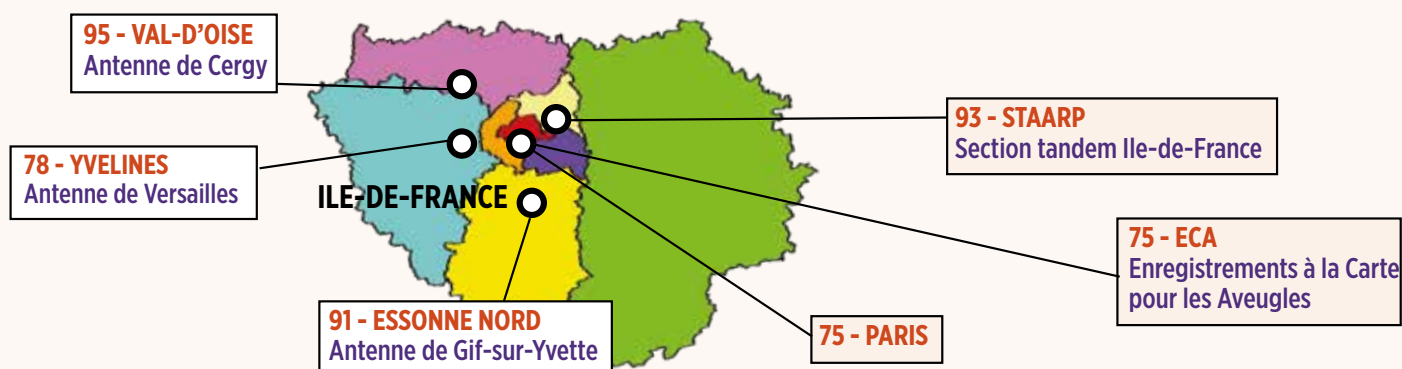 95 - VAL-D'OISE
Antenne de Cergy
93 - STAARP
Section tandem Ile-de-France
78 - YVELINES
Antenne de Versailles
ILE-DE-FRANCE
75 - ECA
Enregistrements à la Carte
pour les Aveugles
91 - ESSONNE NORD
Antenne de Gif-sur-Yvette
75 - PARIS